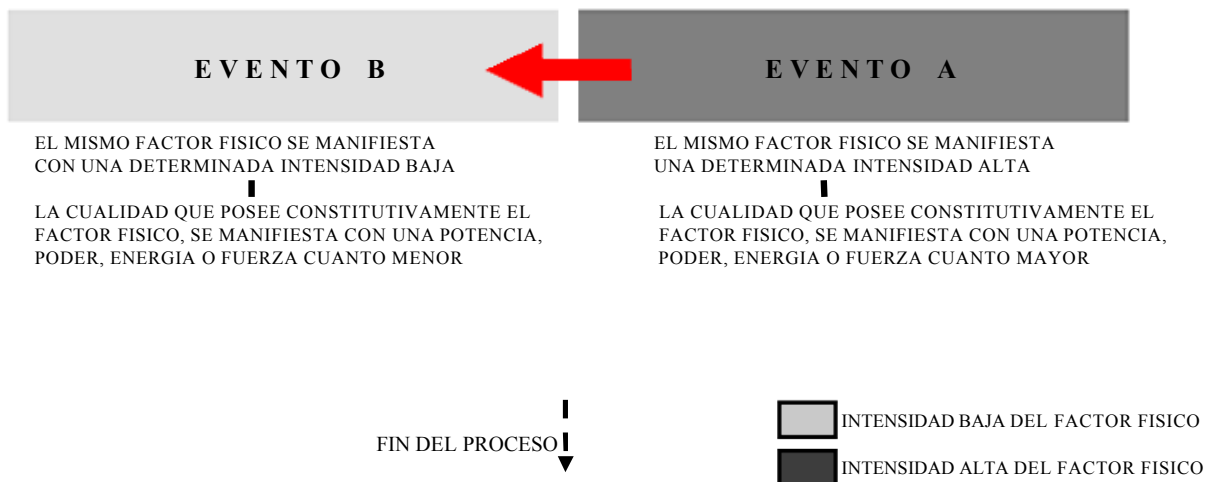 EVENTO B
EVENTO A
EL MISMO FACTOR FISICO SE MANIFIESTA
CON UNA DETERMINADA INTENSIDAD BAJA
LA CUALIDAD QUE POSEE CONSTITUTIVAMENTE EL
FACTOR FISICO, SE MANIFIESTA CON UNA POTENCIA,
PODER, ENERGIA O FUERZA CUANTO MENOR
EL MISMO FACTOR FISICO SE MANIFIESTA
UNA DETERMINADA INTENSIDAD ALTA
LA CUALIDAD QUE POSEE CONSTITUTIVAMENTE EL
FACTOR FISICO, SE MANIFIESTA CON UNA POTENCIA,
PODER, ENERGIA O FUERZA CUANTO MAYOR
FIN DEL PROCESO
INTENSIDAD BAJA DEL FACTOR FISICO
INTENSIDAD ALTA DEL FACTOR FISICO